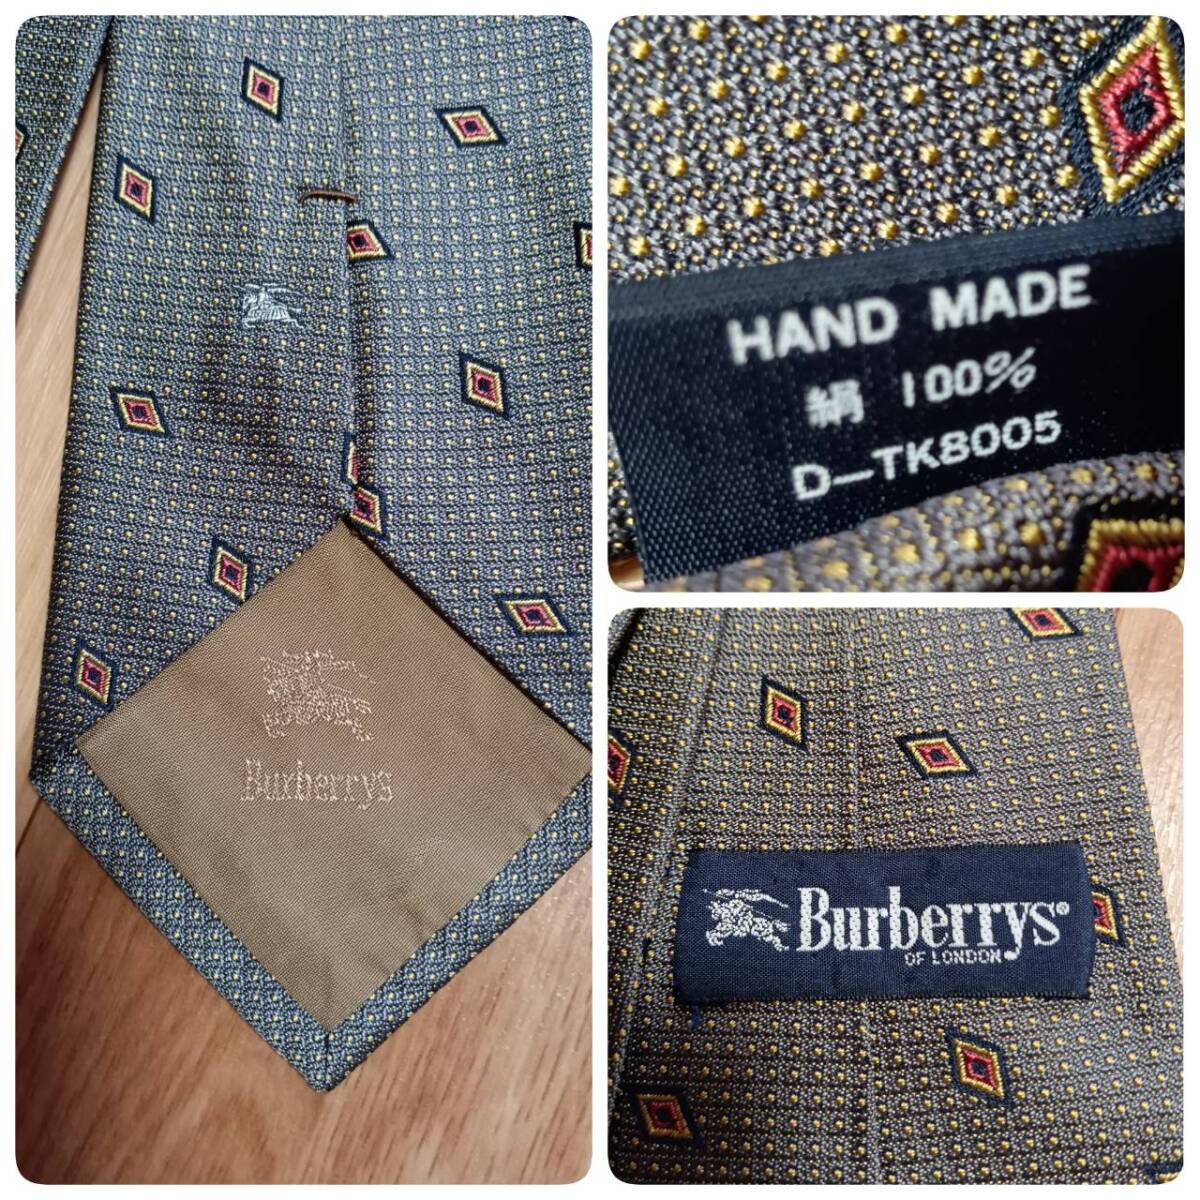 Burberrys
HAND MADE
絹 100%
D-TK8005
Burberrys
OF LONDON